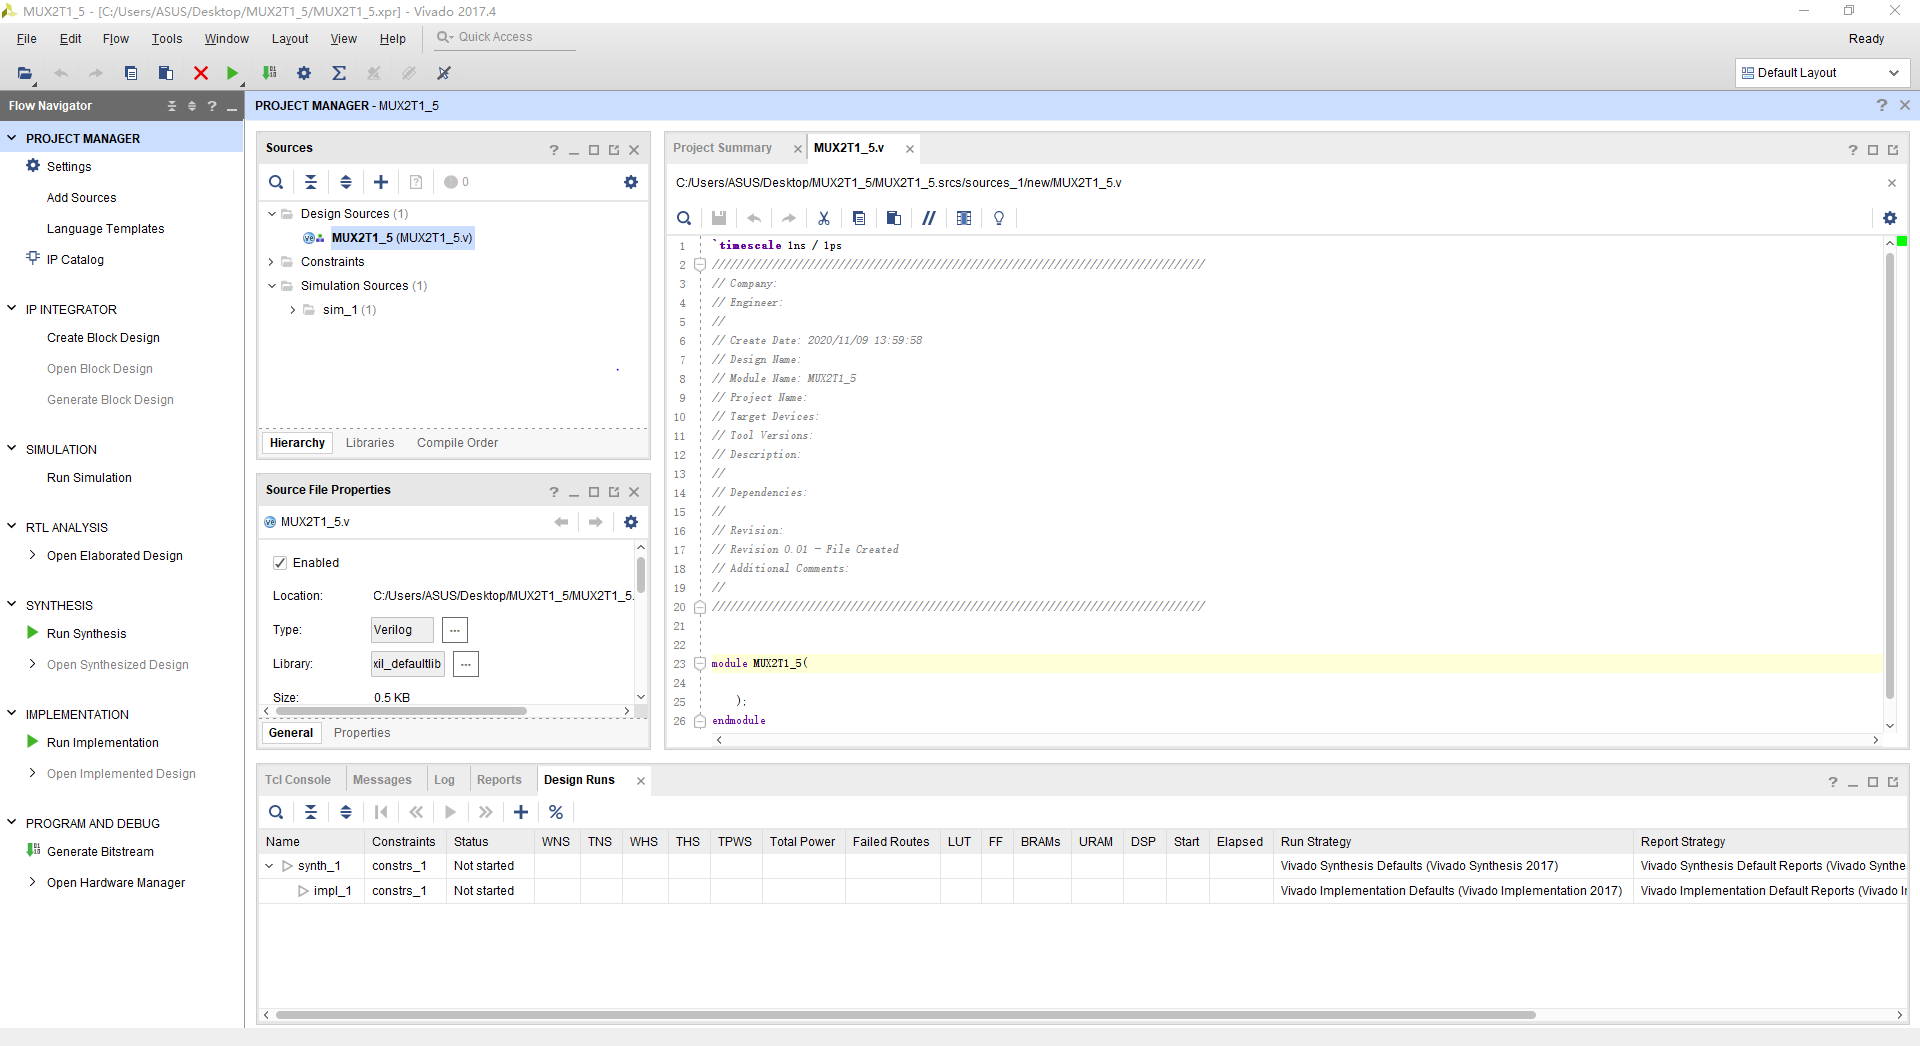 MUX2T1_5 - [C:/Users/ASUS/Desktop/MUX2T1_5/MUX2T1_5.xpr] - Vivado 2017.4
File Edit Flow Tools Window Layout View Help Quick Access Ready
Default Layout
Flow Navigator
PROJECT MANAGER
Settings
Add Sources
Language Templates
IP Catalog
IP INTEGRATOR
Create Block Design
Open Block Design
Generate Block Design
SIMULATION
Run Simulation
RTL ANALYSIS
Open Elaborated Design
SYNTHESIS
Run Synthesis
Open Synthesized Design
IMPLEMENTATION
Run Implementation
Open Implemented Design
PROGRAM AND DEBUG
Generate Bitstream
Open Hardware Manager
PROJECT MANAGER - MUX2T1_5
Sources
0
Design Sources (1)
MUX2T1_5 (MUX2T1_5.v)
Constraints
Simulation Sources (1)
sim_1 (1)
Hierarchy Libraries Compile Order
Source File Properties
MUX2T1_5.v
Enabled
Location: C:/Users/ASUS/Desktop/MUX2T1_5/MUX2T1_5.
Type: Verilog ...
Library: xil_defaultlib ...
Size: 0.5 KB
General Properties
Project Summary MUX2T1_5.v
C:/Users/ASUS/Desktop/MUX2T1_5/MUX2T1_5.srcs/sources_1/new/MUX2T1_5.v
1 `timescale 1ns / 1ps
2 //////////////////////////////////////////////////////////////////////////////////
3 // Company:
4 // Engineer:
5 //
6 // Create Date: 2020/11/09 13:59:58
7 // Design Name:
8 // Module Name: MUX2T1_5
9 // Project Name:
10 // Target Devices:
11 // Tool Versions:
12 // Description:
13 //
14 // Dependencies:
15 //
16 // Revision:
17 // Revision 0.01 - File Created
18 // Additional Comments:
19 //
20 //////////////////////////////////////////////////////////////////////////////////
21
22
23 module MUX2T1_5(
24
25 );
26 endmodule
Tcl Console Messages Log Reports Design Runs
Name Constraints Status WNS TNS WHS THS TPWS Total Power Failed Routes LUT FF BRAMs URAM DSP Start Elapsed Run Strategy Report Strategy
synth_1 constrs_1 Not started Vivado Synthesis Defaults (Vivado Synthesis 2017) Vivado Synthesis Default Reports (Vivado Synthe
impl_1 constrs_1 Not started Vivado Implementation Defaults (Vivado Implementation 2017) Vivado Implementation Default Reports (Vivado I